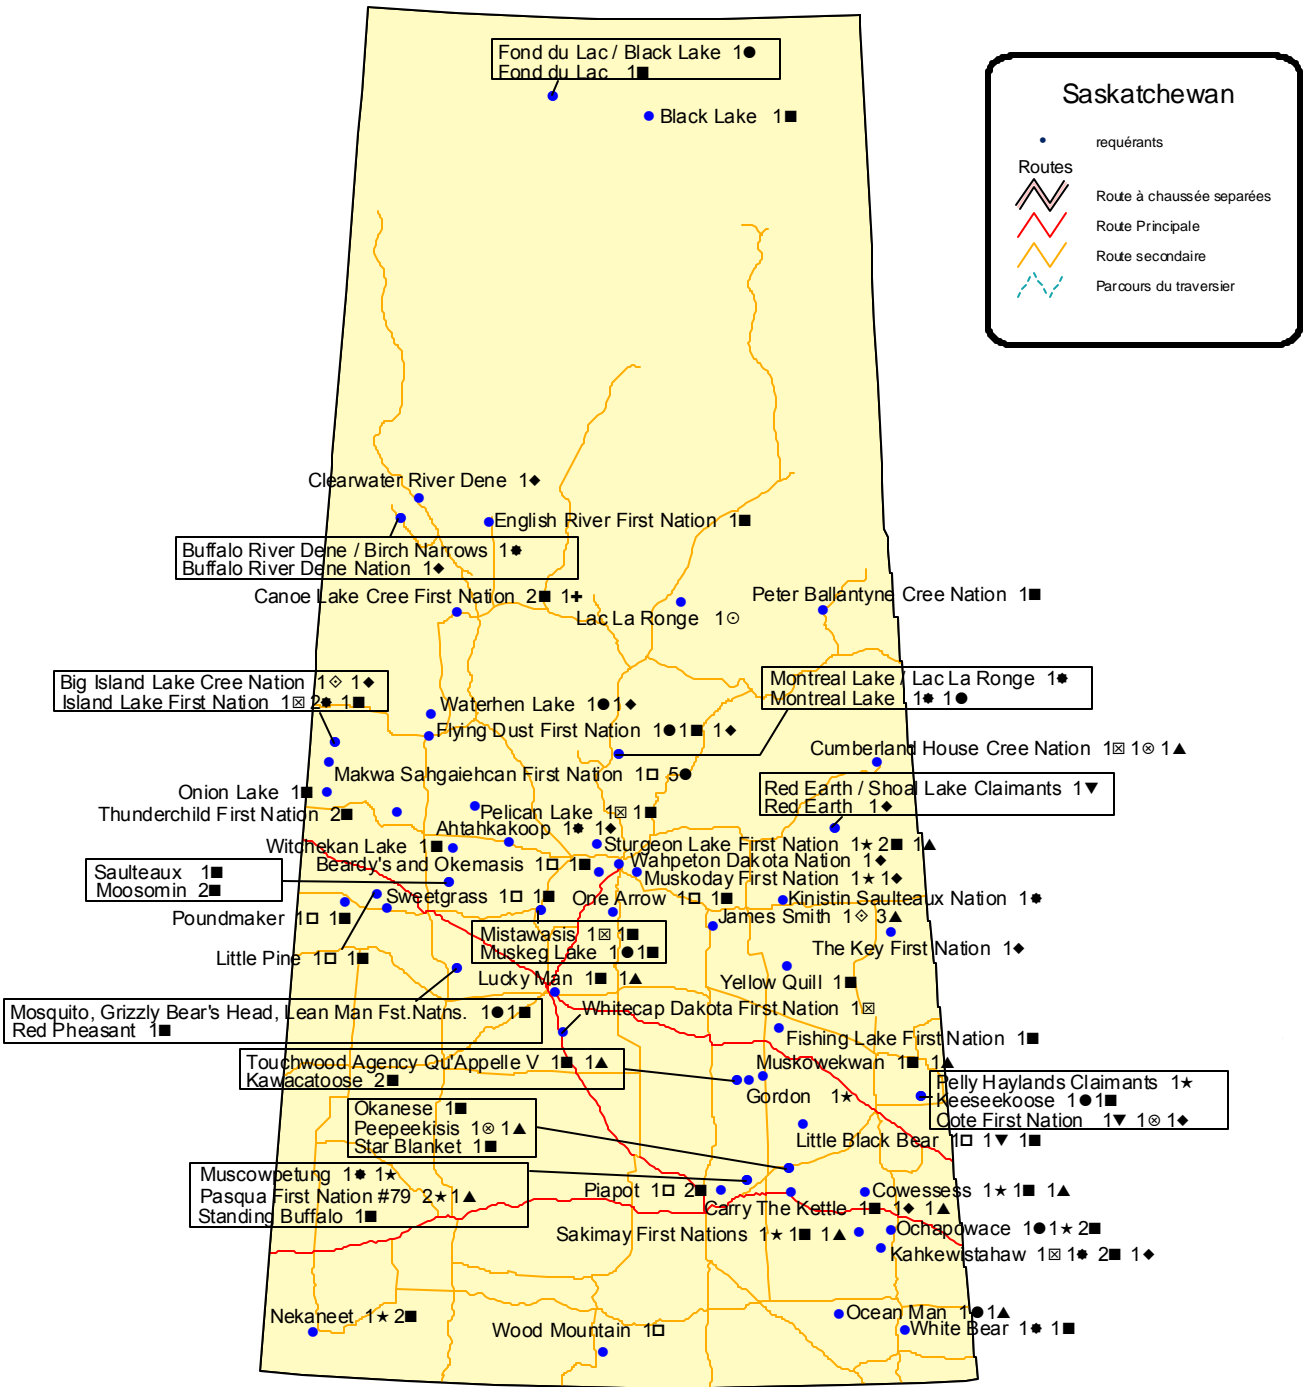 Fond du Lac / Black Lake 1●
Fond du Lac 1■
Black Lake 1■
Saskatchewan
requérants
Routes
Route à chaussée separées
Route Principale
Route secondaire
Parcours du traversier
Clearwater River Dene 1◆
English River First Nation 1■
Buffalo River Dene / Birch Narrows 1✹
Buffalo River Dene Nation 1◆
Canoe Lake Cree First Nation 2■ 1✚
Peter Ballantyne Cree Nation 1■
Lac La Ronge 1⊙
Big Island Lake Cree Nation 1⟐ 1◆
Island Lake First Nation 1☒ 2✹ 1■
Montreal Lake / Lac La Ronge 1✹
Montreal Lake 1✹ 1●
Waterhen Lake 1●1◆
Flying Dust First Nation 1●1■ 1◆
Cumberland House Cree Nation 1☒ 1⊗ 1▲
Makwa Sahgaiehcan First Nation 1□ 5●
Onion Lake 1■
Red Earth / Shoal Lake Claimants 1▼
Red Earth 1◆
Thunderchild First Nation 2■
Pelican Lake 1☒ 1■
Ahtahkakoop 1✹ 1◆
Witchekan Lake 1■
Sturgeon Lake First Nation 1★ 2■ 1▲
Beardy's and Okemasis 1□ 1■
Wahpeton Dakota Nation 1◆
Saulteaux 1■
Moosomin 2■
Muskoday First Nation 1★ 1◆
Sweetgrass 1□ 1■
One Arrow 1□ 1■
Kinistin Saulteaux Nation 1✹
Poundmaker 1□ 1■
James Smith 1⟐ 3▲
Mistawasis 1☒ 1■
Muskeg Lake 1●1■
The Key First Nation 1◆
Little Pine 1□ 1■
Lucky Man 1■ 1▲
Yellow Quill 1■
Mosquito, Grizzly Bear's Head, Lean Man Fst.Natns. 1●1■
Red Pheasant 1■
Whitecap Dakota First Nation 1☒
Fishing Lake First Nation 1■
Touchwood Agency Qu'Appelle V 1■ 1▲
Kawacatoose 2■
Muskowekwan 1■ 1▲
Gordon 1★
Pelly Haylands Claimants 1★
Keeseekoose 1●1■
Cote First Nation 1▼ 1⊗ 1◆
Okanese 1■
Peepeekisis 1⊗ 1▲
Star Blanket 1■
Little Black Bear 1□ 1▼ 1■
Muscowpetung 1✹ 1★
Pasqua First Nation #79 2★1▲
Standing Buffalo 1■
Piapot 1□ 2■
Cowessess 1★ 1■ 1▲
Carry The Kettle 1■ 1◆ 1▲
Sakimay First Nations 1★ 1■ 1▲
Ochapowace 1●1★ 2■
Kahkewistahaw 1☒ 1✹ 2■ 1◆
Nekaneet 1★ 2■
Ocean Man 1●1▲
Wood Mountain 1□
White Bear 1✹ 1■